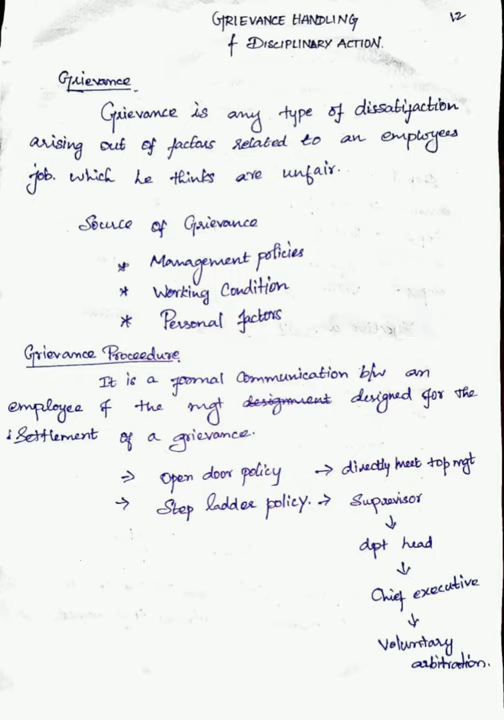 GRIEVANCE HANDLING
12
& DISCIPLINARY ACTION.
Grievance
Grievance is any type of dissatisfaction
arising out of factors related to an employees
job. which he thinks are unfair.
Source of Grievance
* Management policies
* Working Condition
* Personal factors
Grievance Proceedure
It is a formal Communication b/w an
employee & the mgt designment designed for the
Settlement of a grievance.
⇒ Open door policy → directly meet top mgt
→ Step ladder policy. → Supervisor
↓
dpt head
↓
Chief executive
↓
Voluntary
arbitration.